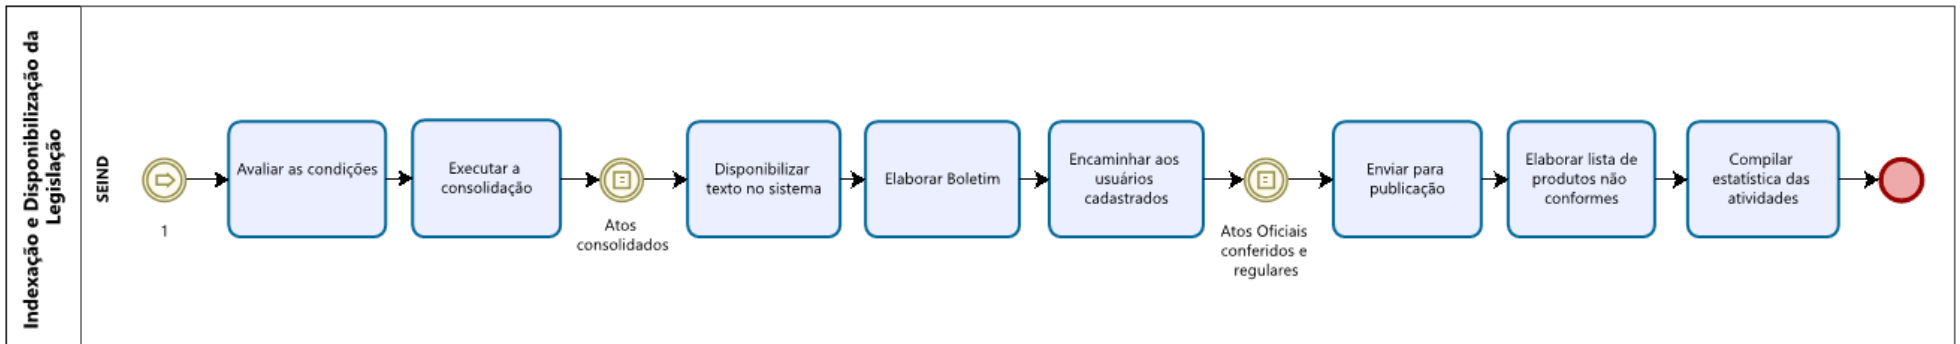 Indexação e Disponibilização da
Legislação
SEIND
1
Avaliar as condições
Executar a
consolidação
Atos
consolidados
Disponibilizar
texto no sistema
Elaborar Boletim
Encaminhar aos
usuários
cadastrados
Atos Oficiais
conferidos e
regulares
Enviar para
publicação
Elaborar lista de
produtos não
conformes
Compilar
estatística das
atividades